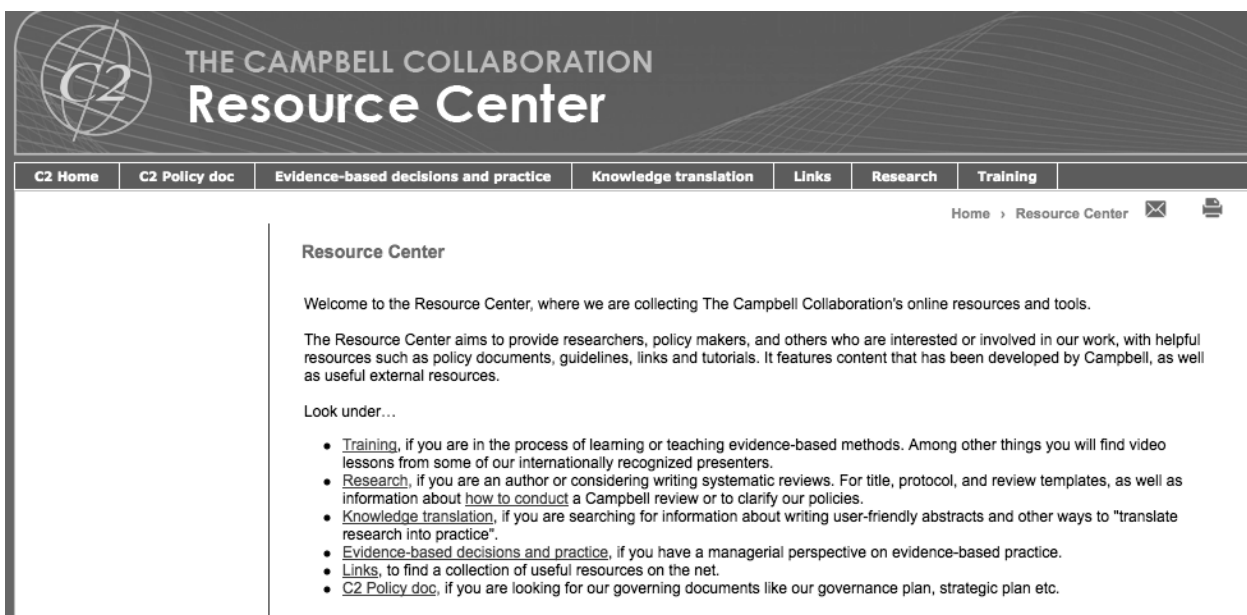 C2
THE CAMPBELL COLLABORATION
Resource Center
C2 Home C2 Policy doc Evidence-based decisions and practice Knowledge translation Links Research Training
Home › Resource Center
Resource Center
Welcome to the Resource Center, where we are collecting The Campbell Collaboration's online resources and tools.
The Resource Center aims to provide researchers, policy makers, and others who are interested or involved in our work, with helpful
resources such as policy documents, guidelines, links and tutorials. It features content that has been developed by Campbell, as well
as useful external resources.
Look under…
• Training, if you are in the process of learning or teaching evidence-based methods. Among other things you will find video
lessons from some of our internationally recognized presenters.
• Research, if you are an author or considering writing systematic reviews. For title, protocol, and review templates, as well as
information about how to conduct a Campbell review or to clarify our policies.
• Knowledge translation, if you are searching for information about writing user-friendly abstracts and other ways to "translate
research into practice".
• Evidence-based decisions and practice, if you have a managerial perspective on evidence-based practice.
• Links, to find a collection of useful resources on the net.
• C2 Policy doc, if you are looking for our governing documents like our governance plan, strategic plan etc.